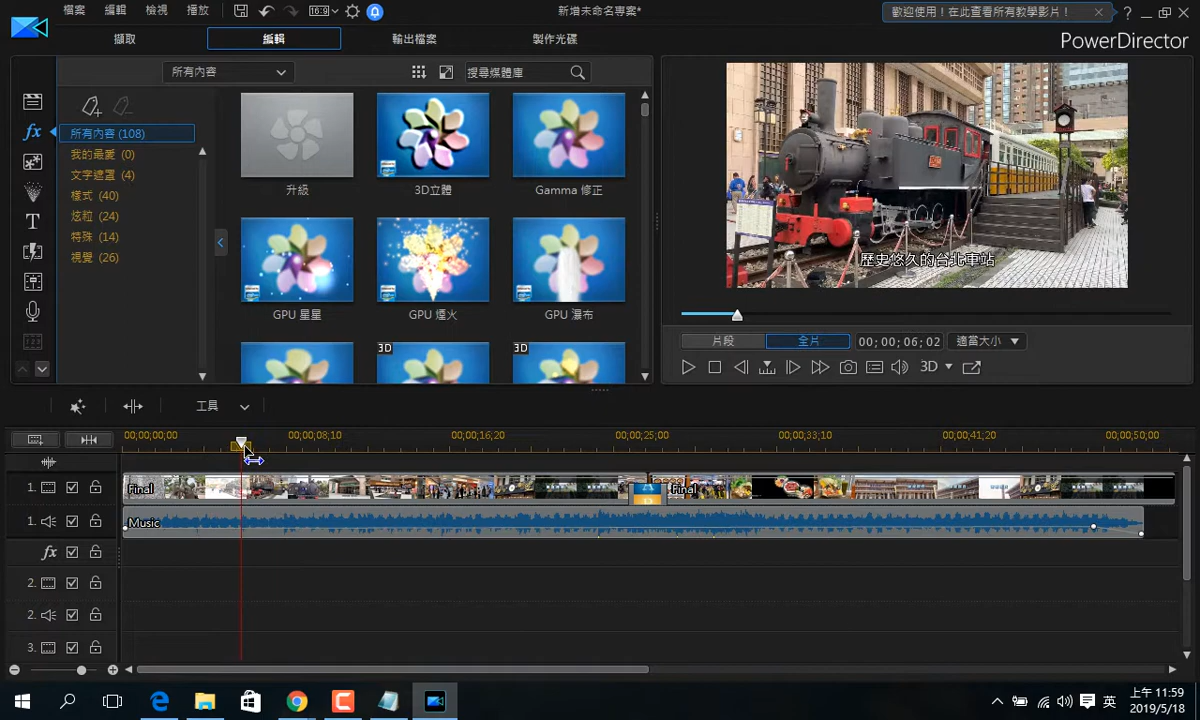 檔案 編輯 檢視 播放
16:9
新增未命名專案*
歡迎使用！在此查看所有教學影片！
?
擷取 編輯 輸出檔案 製作光碟
PowerDirector
所有內容
搜尋媒體庫
fx
T
所有內容 (108)
我的最愛 (0)
文字遮罩 (4)
樣式 (40)
炫粒 (24)
特殊 (14)
視覺 (26)
升級 3D立體 Gamma 修正
GPU 星星 GPU 煙火 GPU 瀑布
3D 3D
歷史悠久的台北車站
片段 全片 00; 00; 06; 02 適當大小
3D
工具
00;00;00;00 00;00;08;10 00;00;16;20 00;00;25;00 00;00;33;10 00;00;41;20 00;00;50;00
1. Final Final
1. Music
fx
2.
2.
3.
英
上午 11:59
2019/5/18